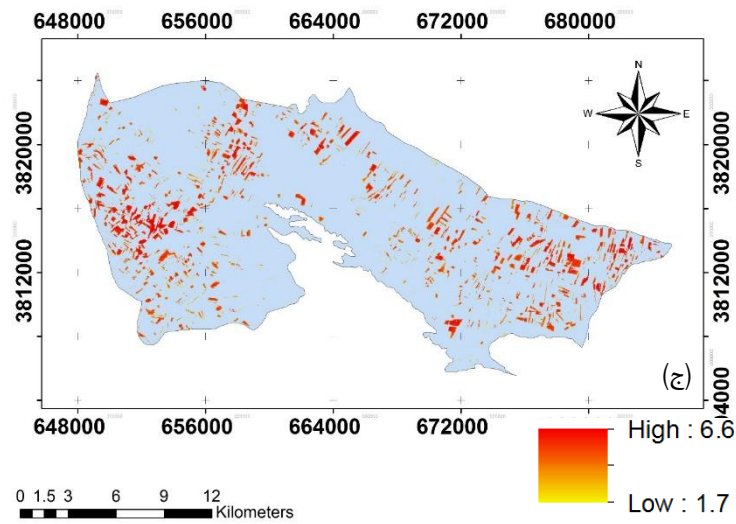 648000 656000 664000 672000 680000
N
W E
S
3820000 3820000
3812000 3812000
(ج)
04000
648000 656000 664000 672000
High : 6.6
Low : 1.7
0 1.5 3 6 9 12
Kilometers